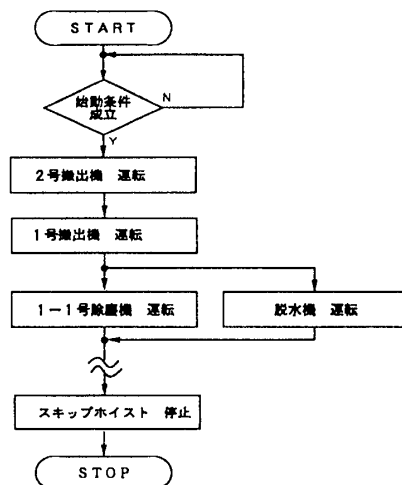 START
始動条件
成立
N
Y
2号搬出機 運転
1号搬出機 運転
1－1号除塵機 運転
脱水機 運転
スキップホイスト 停止
STOP